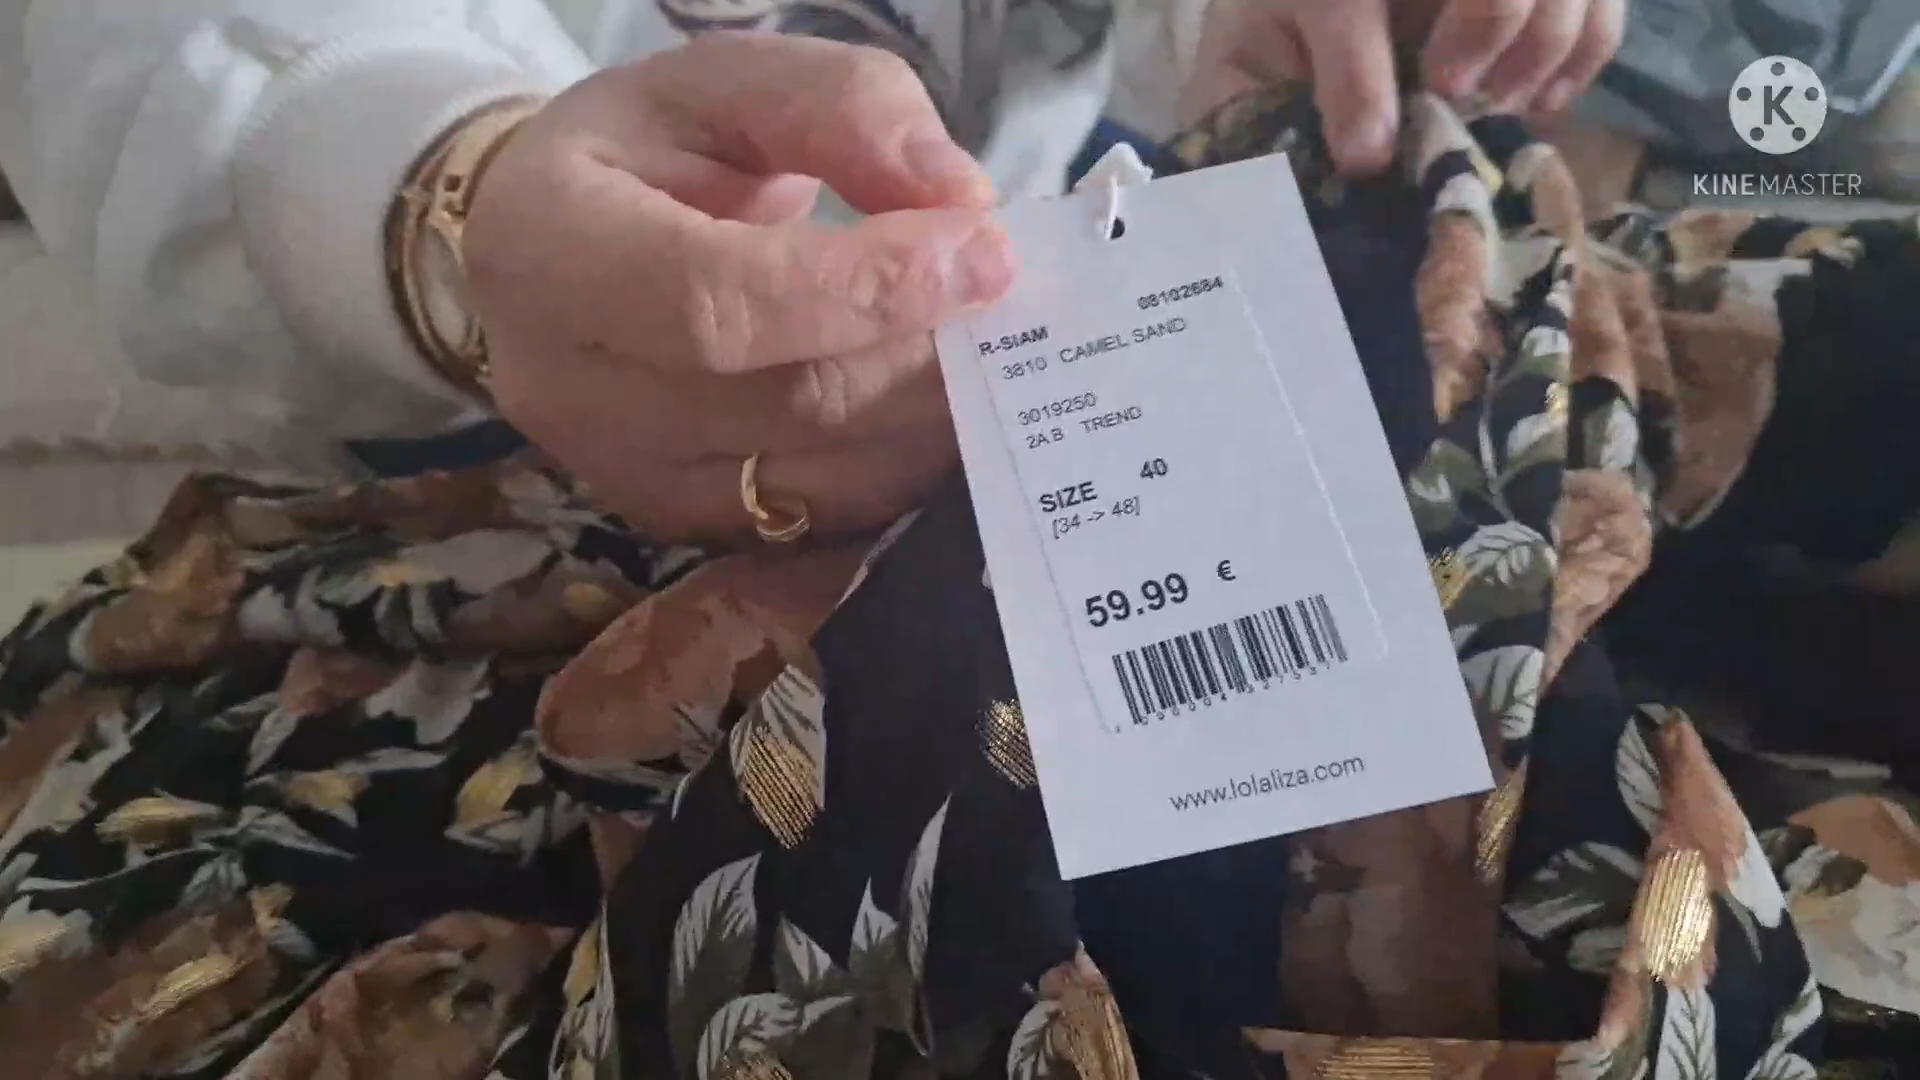 K
KINEMASTER
08102684
R-SIAM
3810 CAMEL SAND
3019250
2A B TREND
SIZE 40
[34 -> 48]
59.99 €
www.lolaliza.com